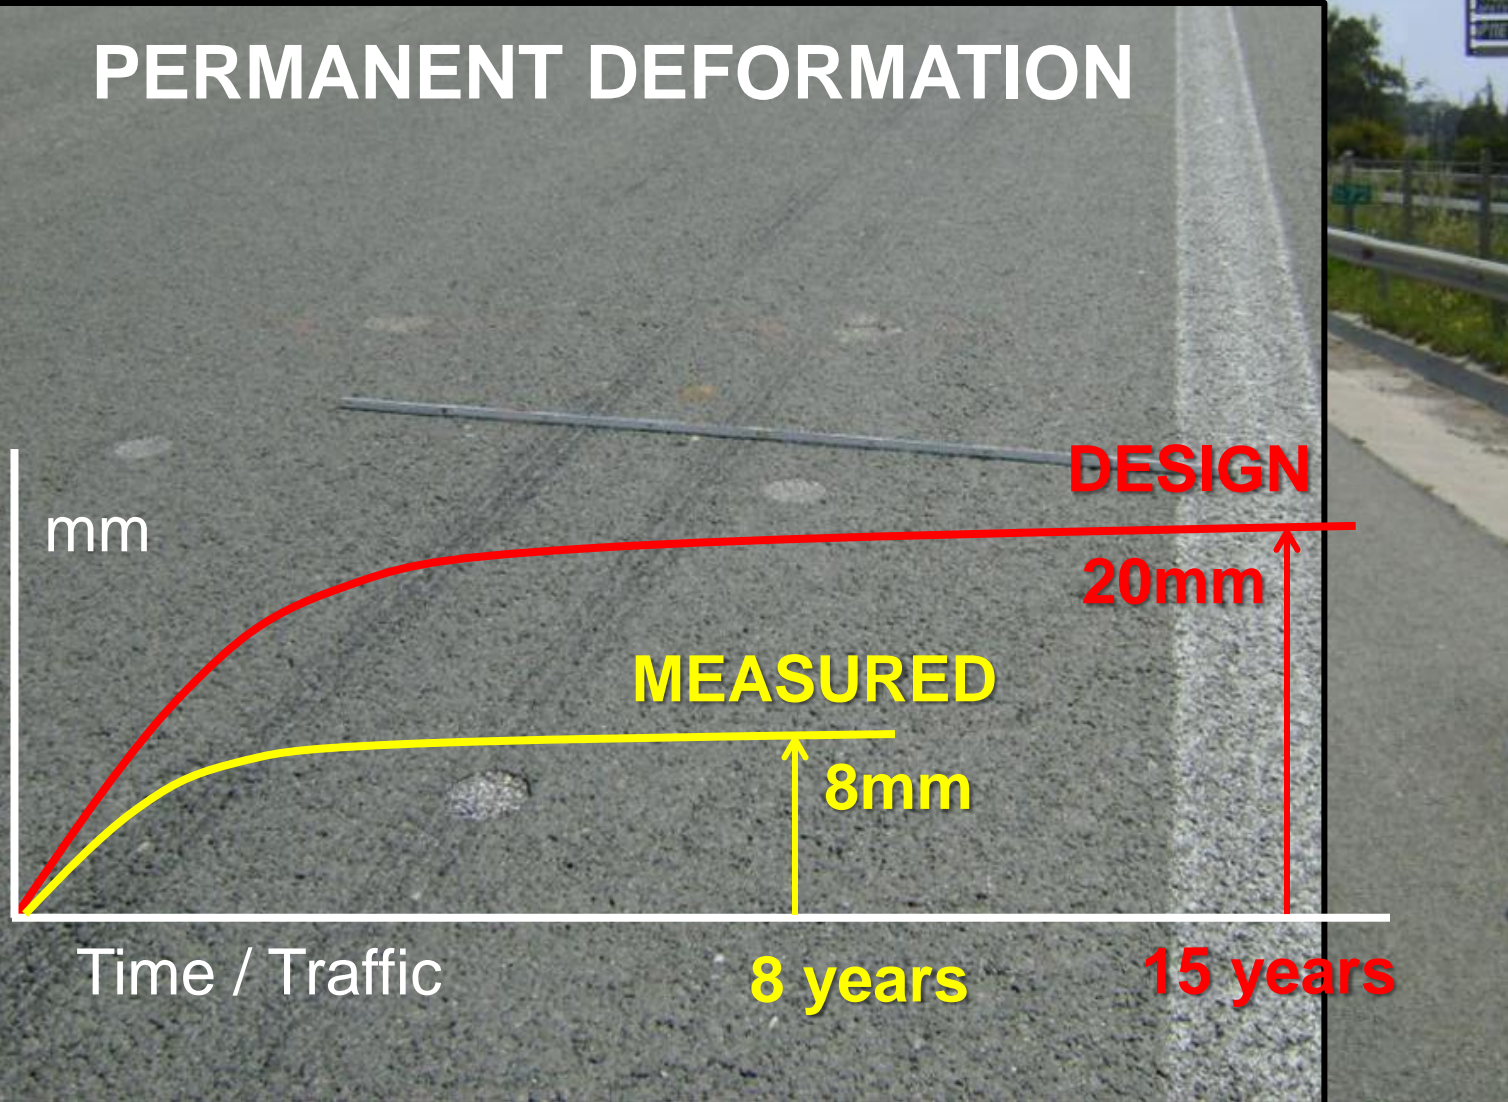 PERMANENT DEFORMATION
DESIGN
mm
20mm
MEASURED
8mm
Time / Traffic
8 years
15 years